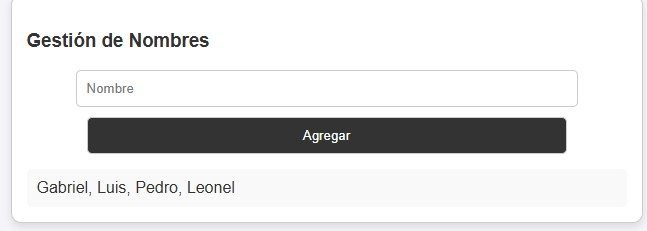 Gestión de Nombres
Nombre
Agregar
Gabriel, Luis, Pedro, Leonel